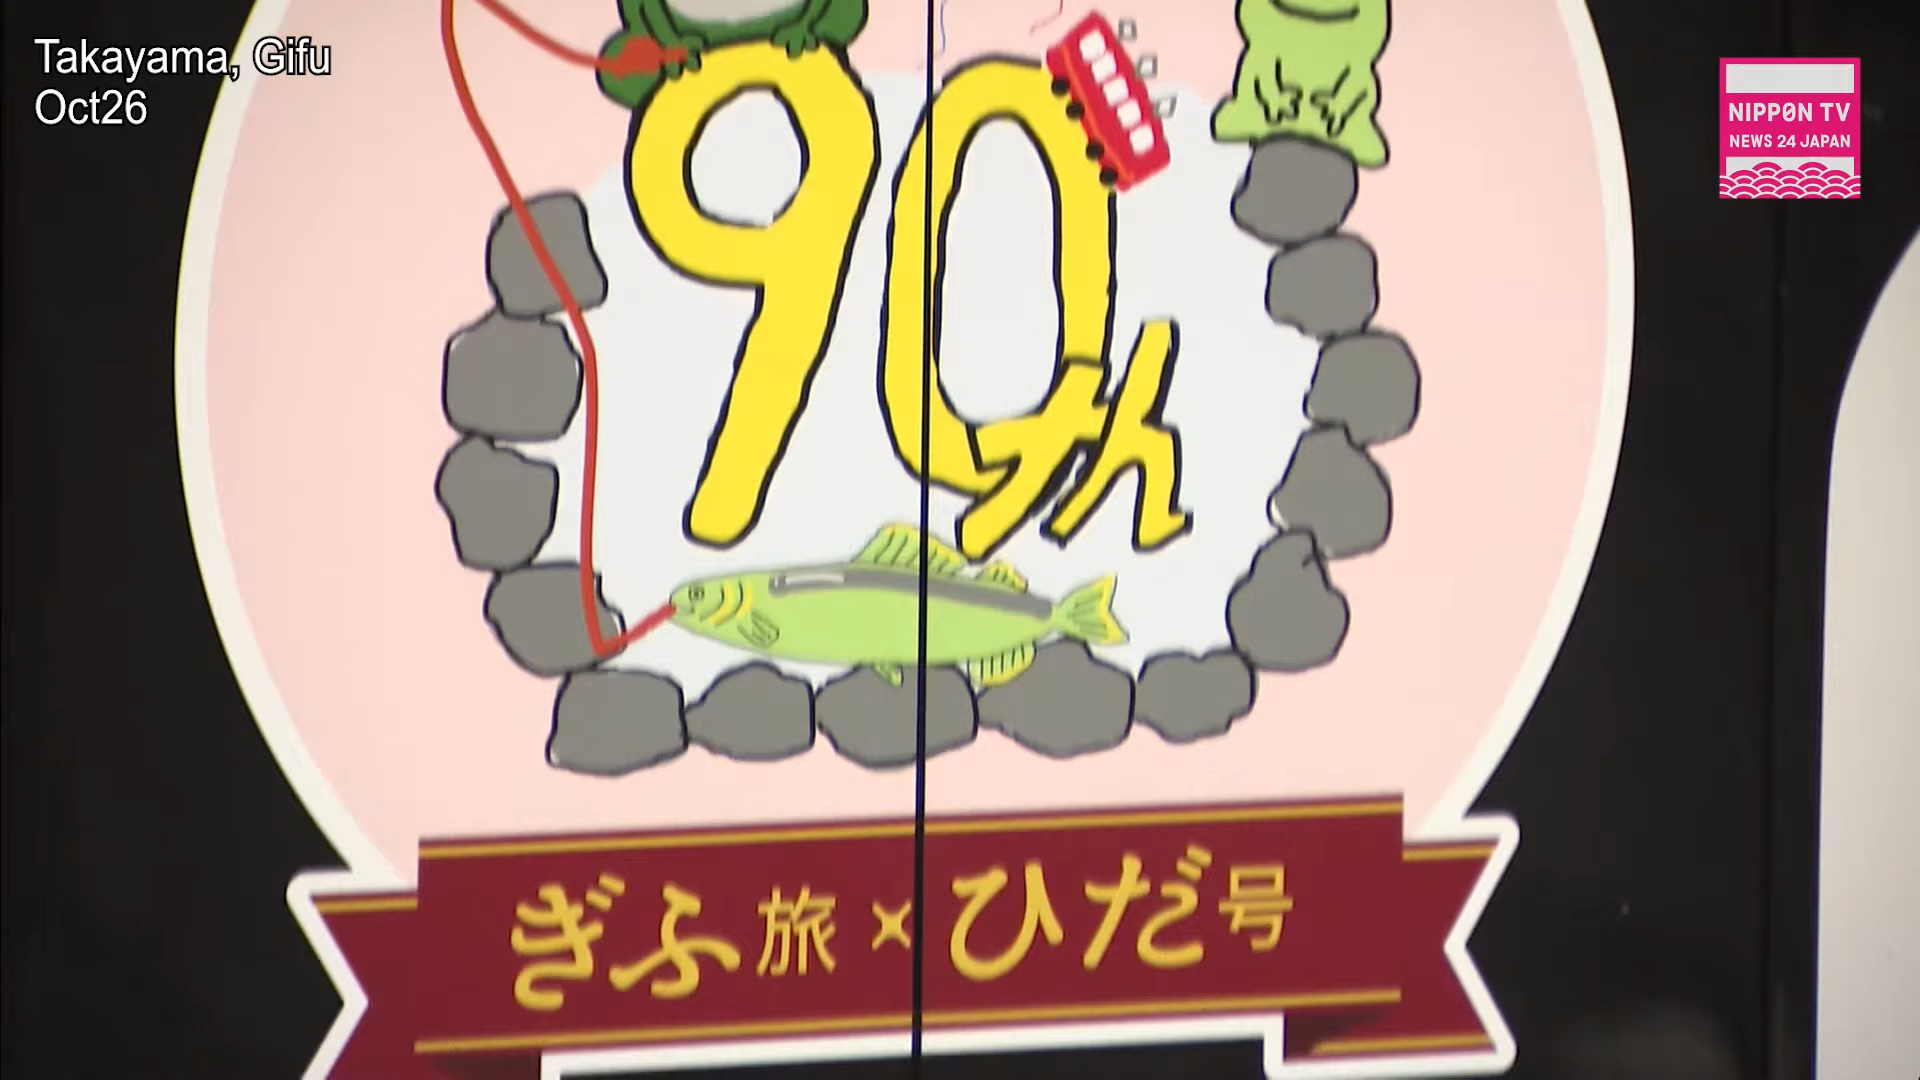 Takayama, Gifu
Oct26
NIPPON TV
NEWS 24 JAPAN
90th
ぎふ旅×ひだ号